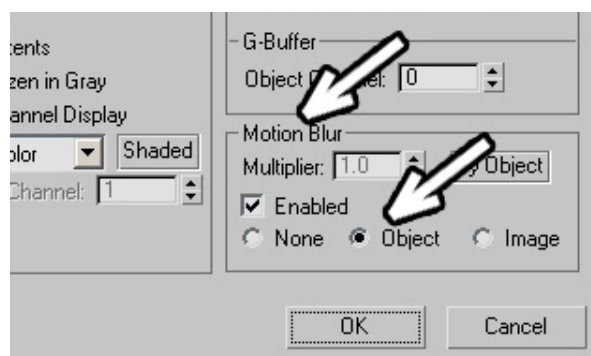 G-Buffer
Object el: 0
Motion Blur
Multiplier: 1.0 y Object
Enabled
None Object Image
tents
zen in Gray
annel Display
olor Shaded
Channel: 1
OK Cancel